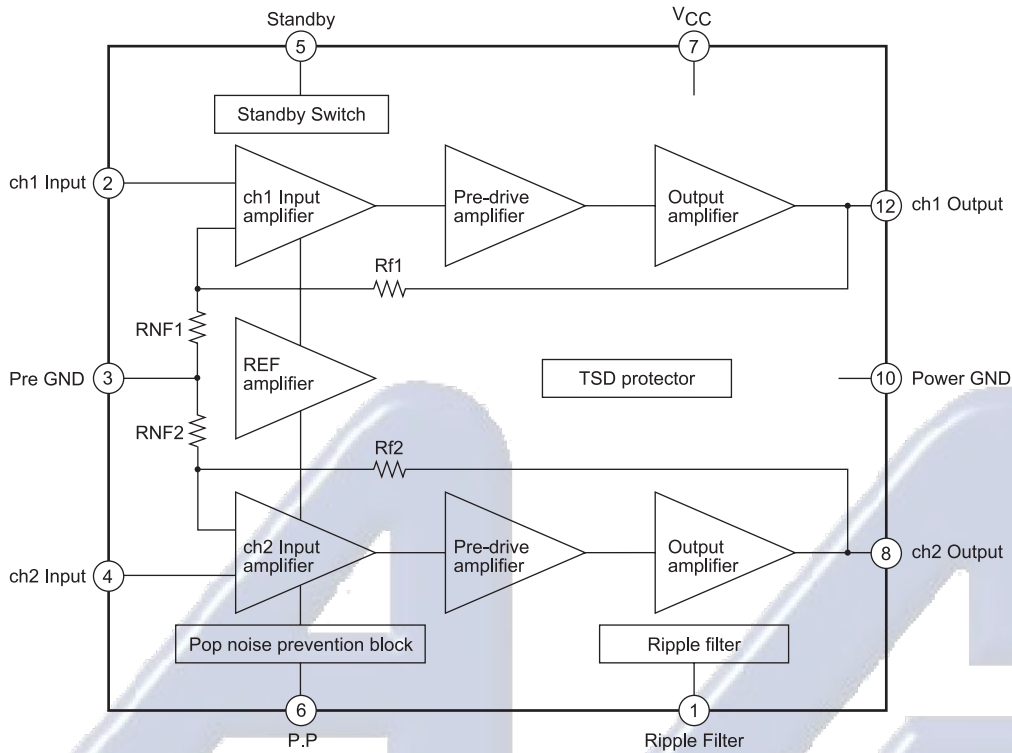 Standby
5
VCC
7
Standby Switch
ch1 Input
2
ch1 Input
amplifier
Pre-drive
amplifier
Output
amplifier
12
ch1 Output
Rf1
RNF1
Pre GND
3
REF
amplifier
TSD protector
10
Power GND
RNF2
Rf2
ch2 Input
4
ch2 Input
amplifier
Pre-drive
amplifier
Output
amplifier
8
ch2 Output
Pop noise prevention block
Ripple filter
6
P.P
1
Ripple Filter